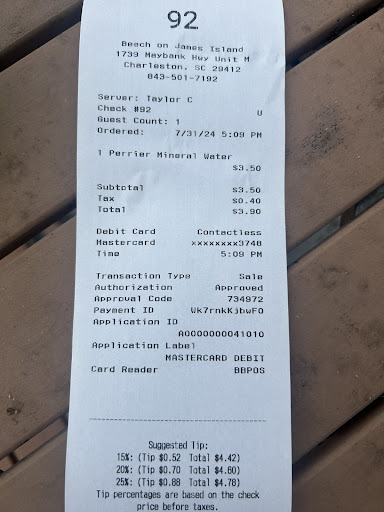 92
Beech on James Island
1739 Maybank Hwy Unit M
Charleston, SC 29412
843-501-7192
Server: Taylor C
Check #92 U
Guest Count: 1
Ordered: 7/31/24 5:09 PM
1 Perrier Mineral Water
$3.50
Subtotal $3.50
Tax $0.40
Total $3.90
Debit Card Contactless
Mastercard xxxxxxxx3748
Time 5:09 PM
Transaction Type Sale
Authorization Approved
Approval Code 734972
Payment ID Wk7rnkKjbwFO
Application ID
A0000000041010
Application Label
MASTERCARD DEBIT
Card Reader BBPOS
Suggested Tip:
15%: (Tip $0.52 Total $4.42)
20%: (Tip $0.70 Total $4.60)
25%: (Tip $0.88 Total $4.78)
Tip percentages are based on the check
price before taxes.